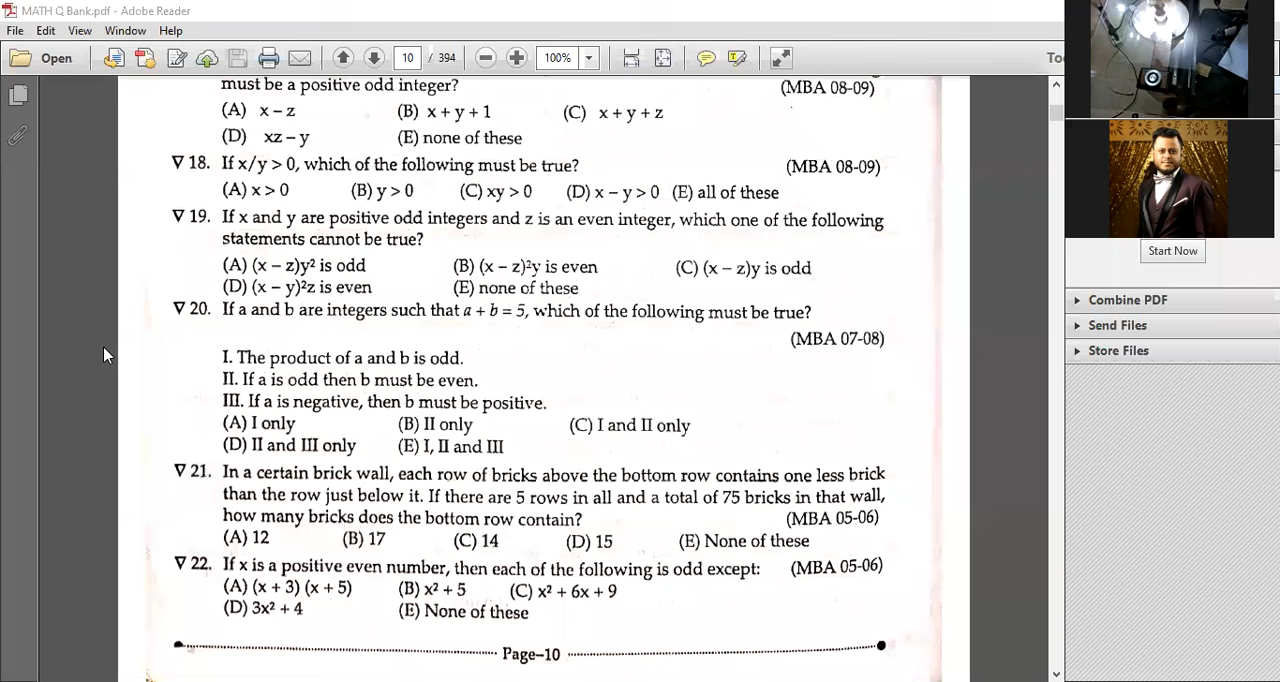 MATH Q Bank.pdf - Adobe Reader
File Edit View Window Help
Open 10 / 394 100%
must be a positive odd integer? (MBA 08-09)
(A) x – z (B) x + y + 1 (C) x + y + z
(D) xz – y (E) none of these
∇ 18. If x/y > 0, which of the following must be true? (MBA 08-09)
(A) x > 0 (B) y > 0 (C) xy > 0 (D) x – y > 0 (E) all of these
∇ 19. If x and y are positive odd integers and z is an even integer, which one of the following
statements cannot be true?
(A) (x – z)y² is odd (B) (x – z)²y is even (C) (x – z)y is odd
(D) (x – y)²z is even (E) none of these
∇ 20. If a and b are integers such that a + b = 5, which of the following must be true?
(MBA 07-08)
I. The product of a and b is odd.
II. If a is odd then b must be even.
III. If a is negative, then b must be positive.
(A) I only (B) II only (C) I and II only
(D) II and III only (E) I, II and III
∇ 21. In a certain brick wall, each row of bricks above the bottom row contains one less brick
than the row just below it. If there are 5 rows in all and a total of 75 bricks in that wall,
how many bricks does the bottom row contain? (MBA 05-06)
(A) 12 (B) 17 (C) 14 (D) 15 (E) None of these
∇ 22. If x is a positive even number, then each of the following is odd except: (MBA 05-06)
(A) (x + 3) (x + 5) (B) x² + 5 (C) x² + 6x + 9
(D) 3x² + 4 (E) None of these
Page–10
Start Now
Combine PDF
Send Files
Store Files